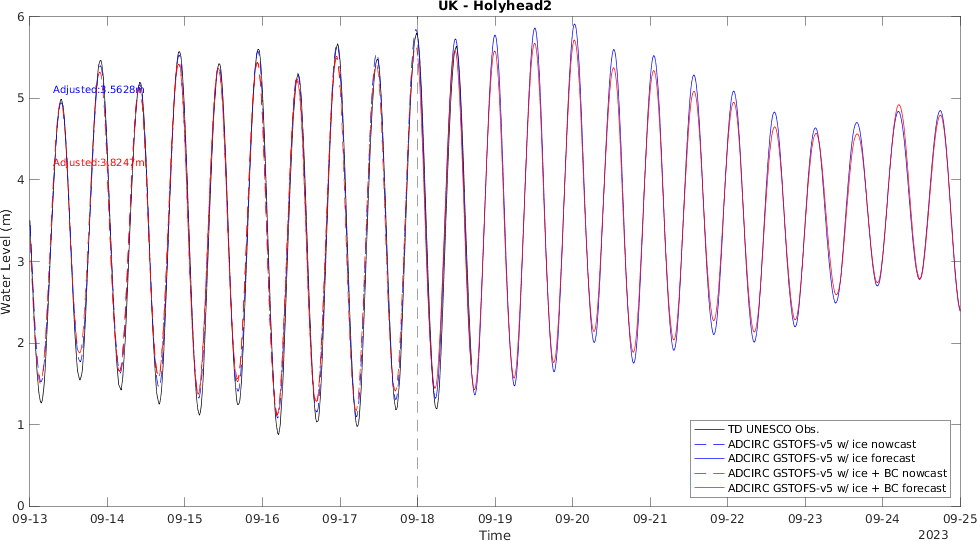 UK - Holyhead2
6
5
4
3
2
1
0
Water Level (m)
Adjusted:3.5628m
Adjusted:3.8247m
TD UNESCO Obs.
ADCIRC GSTOFS-v5 w/ ice nowcast
ADCIRC GSTOFS-v5 w/ ice forecast
ADCIRC GSTOFS-v5 w/ ice + BC nowcast
ADCIRC GSTOFS-v5 w/ ice + BC forecast
09-13 09-14 09-15 09-16 09-17 09-18 09-19 09-20 09-21 09-22 09-23 09-24 09-25
Time
2023